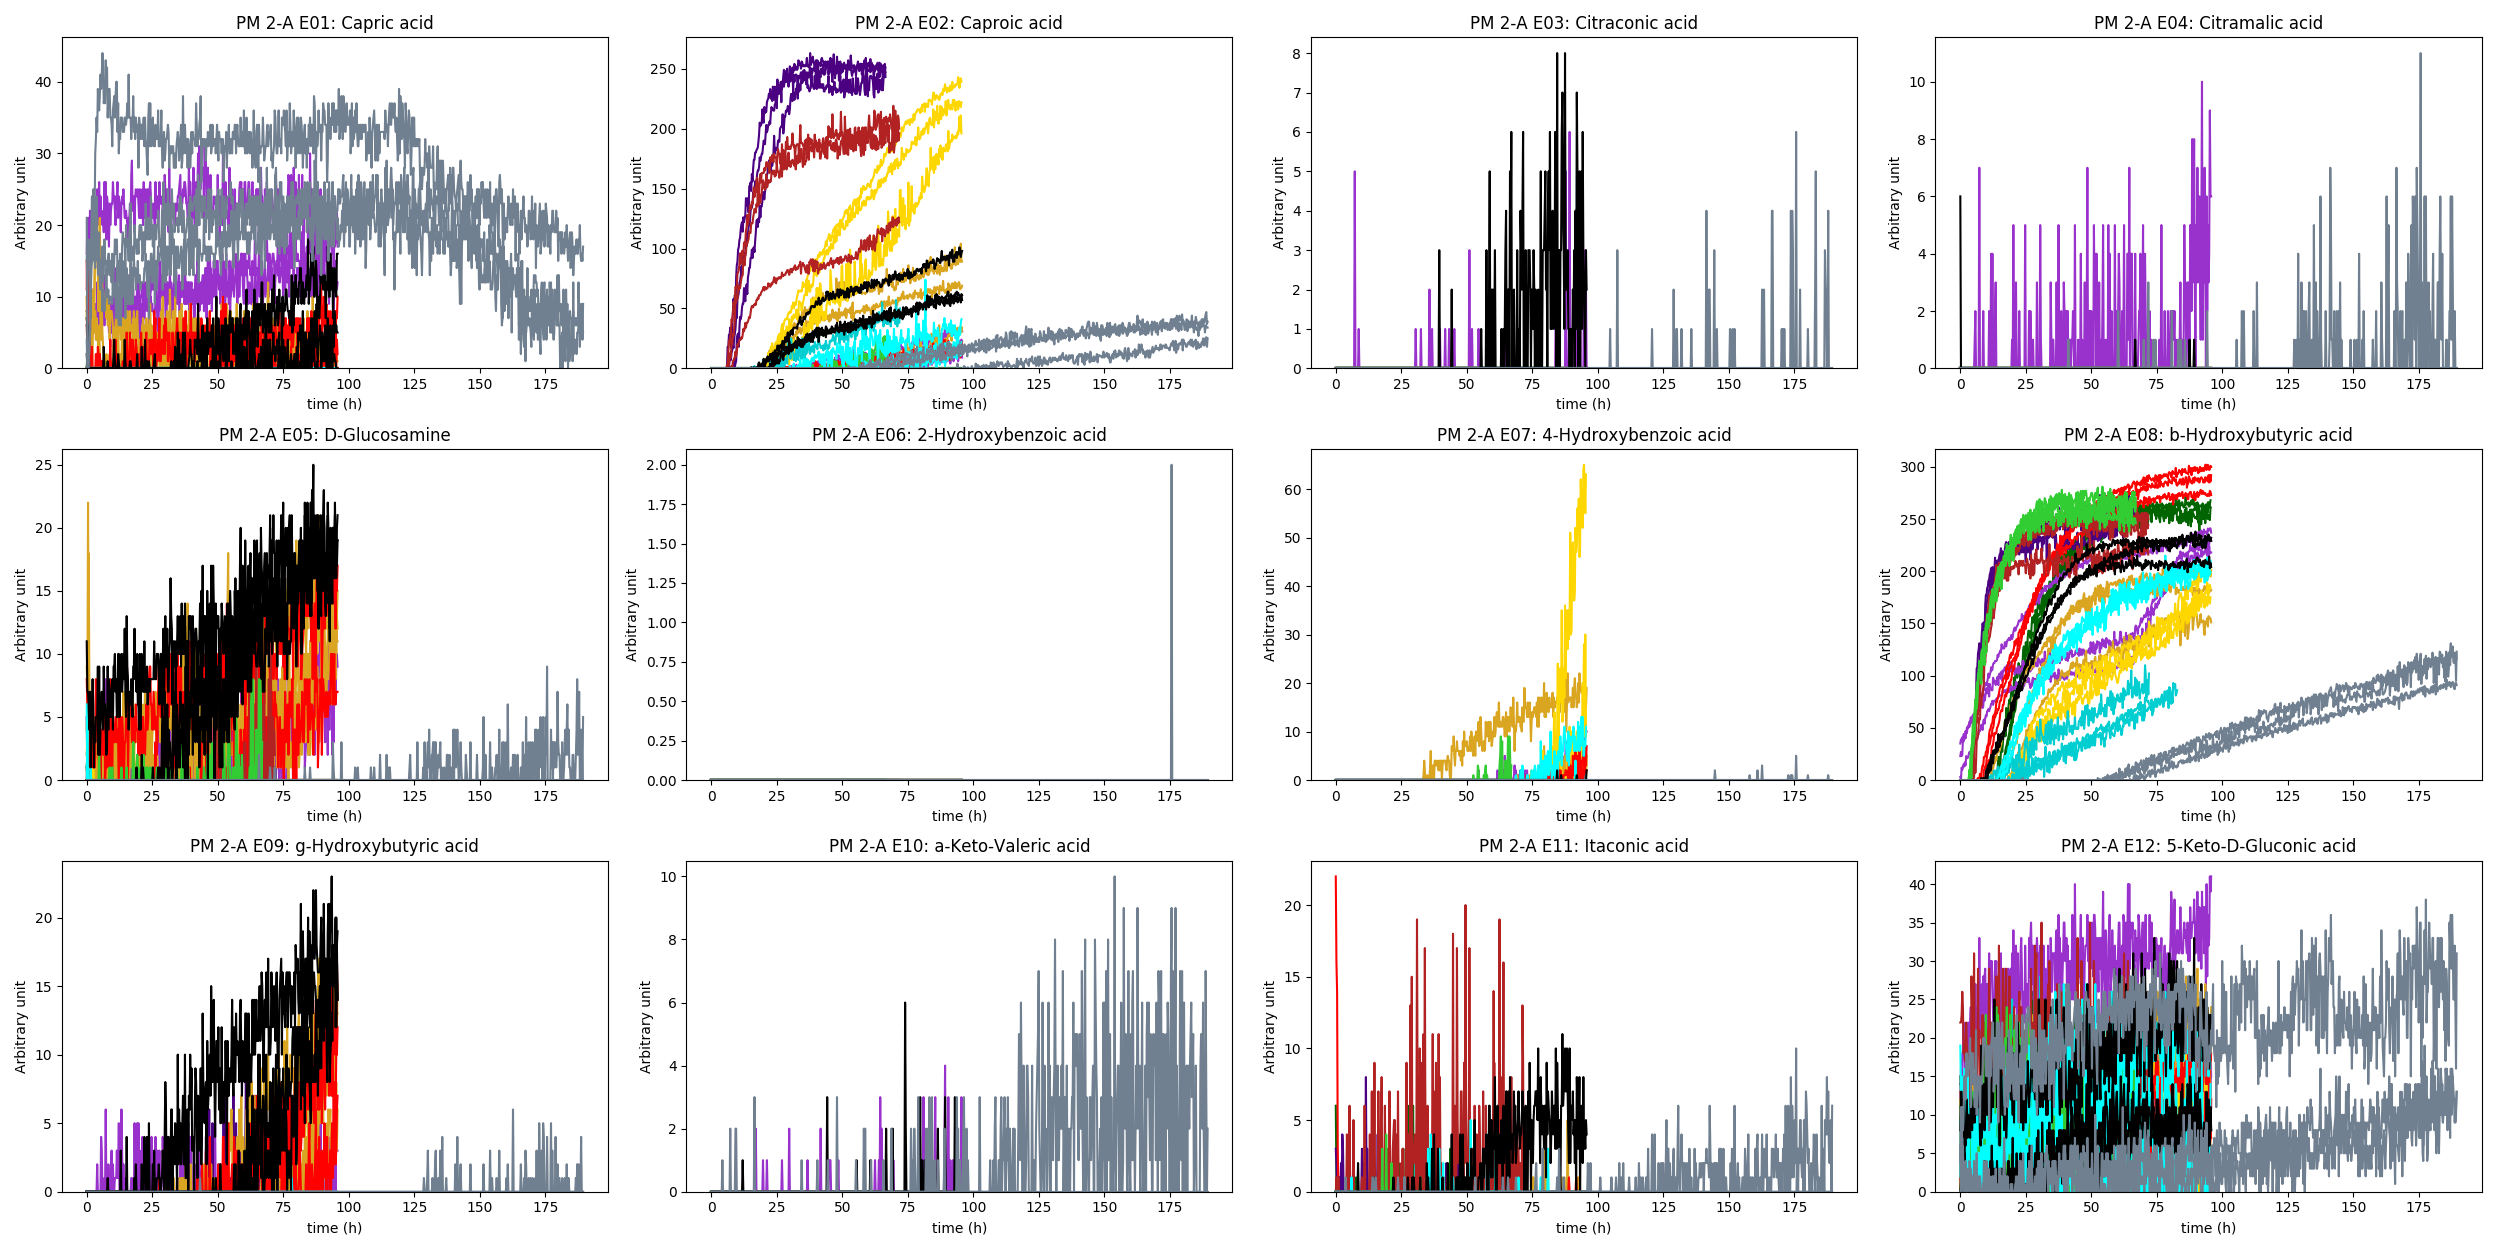 PM 2-A E01: Capric acid
Arbitrary unit
40
30
20
10
0
0 25 50 75 100 125 150 175
time (h)
PM 2-A E02: Caproic acid
Arbitrary unit
250
200
150
100
50
0
0 25 50 75 100 125 150 175
time (h)
PM 2-A E03: Citraconic acid
Arbitrary unit
8
7
6
5
4
3
2
1
0
0 25 50 75 100 125 150 175
time (h)
PM 2-A E04: Citramalic acid
Arbitrary unit
10
8
6
4
2
0
0 25 50 75 100 125 150 175
time (h)
PM 2-A E05: D-Glucosamine
Arbitrary unit
25
20
15
10
5
0
0 25 50 75 100 125 150 175
time (h)
PM 2-A E06: 2-Hydroxybenzoic acid
Arbitrary unit
2.00
1.75
1.50
1.25
1.00
0.75
0.50
0.25
0.00
0 25 50 75 100 125 150 175
time (h)
PM 2-A E07: 4-Hydroxybenzoic acid
Arbitrary unit
60
50
40
30
20
10
0
0 25 50 75 100 125 150 175
time (h)
PM 2-A E08: b-Hydroxybutyric acid
Arbitrary unit
300
250
200
150
100
50
0
0 25 50 75 100 125 150 175
time (h)
PM 2-A E09: g-Hydroxybutyric acid
Arbitrary unit
20
15
10
5
0
0 25 50 75 100 125 150 175
time (h)
PM 2-A E10: a-Keto-Valeric acid
Arbitrary unit
10
8
6
4
2
0
0 25 50 75 100 125 150 175
time (h)
PM 2-A E11: Itaconic acid
Arbitrary unit
20
15
10
5
0
0 25 50 75 100 125 150 175
time (h)
PM 2-A E12: 5-Keto-D-Gluconic acid
Arbitrary unit
40
35
30
25
20
15
10
5
0
0 25 50 75 100 125 150 175
time (h)